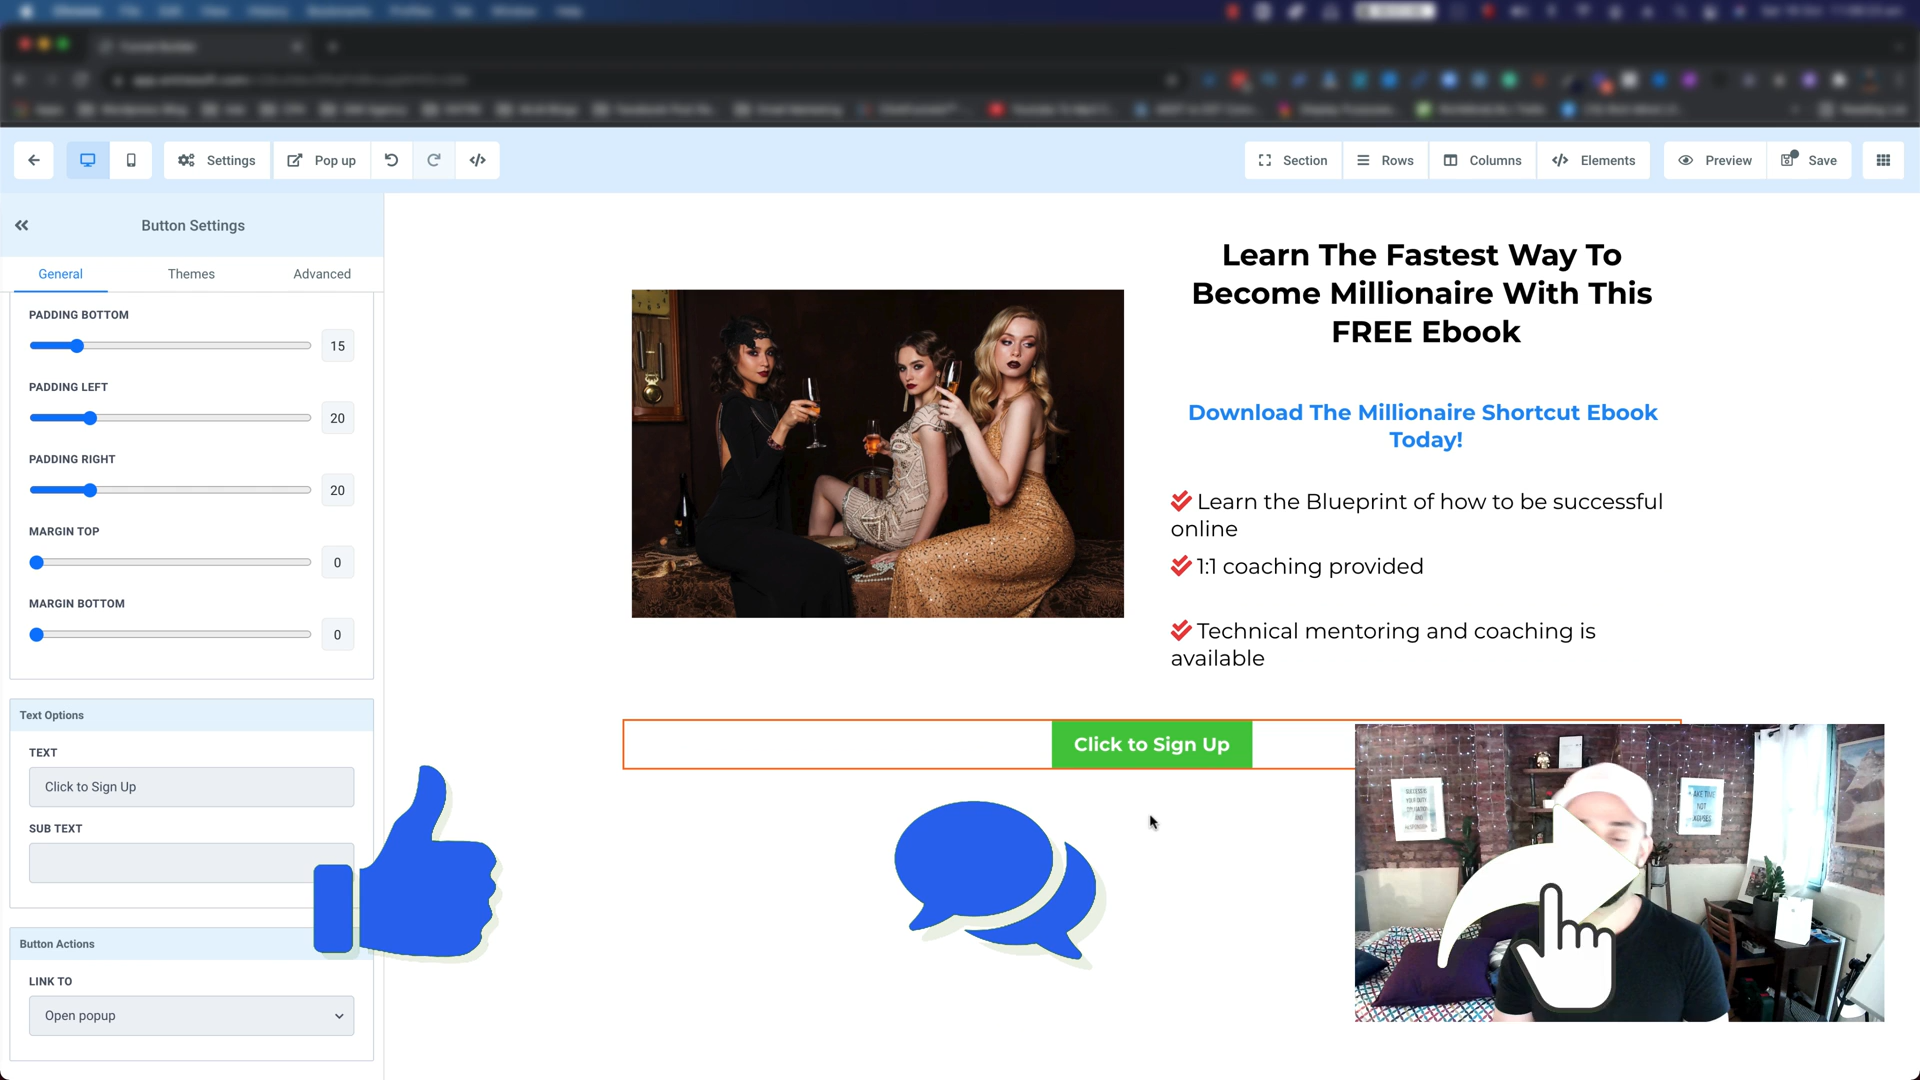 Settings
Pop up
Section
Rows
Columns
Elements
Preview
Save
Button Settings
General
Themes
Advanced
PADDING BOTTOM
15
PADDING LEFT
20
PADDING RIGHT
20
MARGIN TOP
0
MARGIN BOTTOM
0
Text Options
TEXT
Click to Sign Up
SUB TEXT
Button Actions
LINK TO
Open popup
Learn The Fastest Way To
Become Millionaire With This
FREE Ebook
Download The Millionaire Shortcut Ebook
Today!
Learn the Blueprint of how to be successful
online
1:1 coaching provided
Technical mentoring and coaching is
available
Click to Sign Up